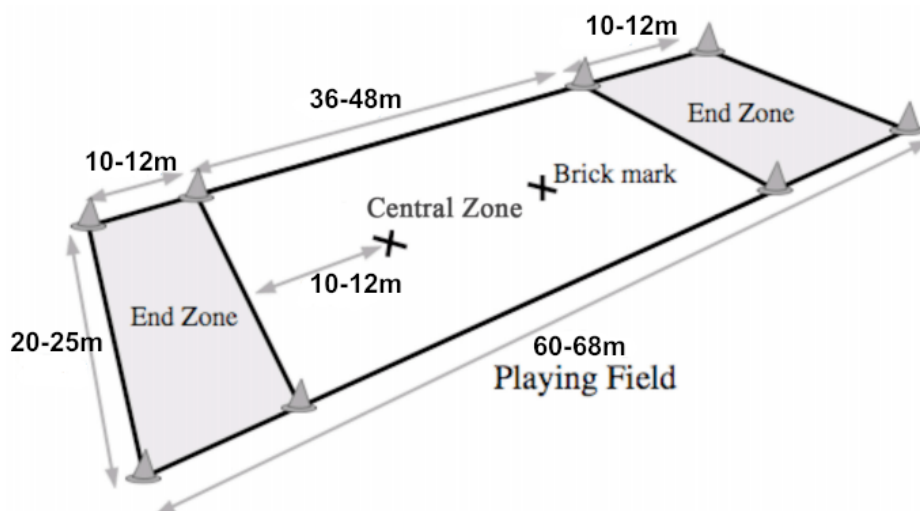 10-12m
36-48m
End Zone
10-12m
Brick mark
Central Zone
10-12m
End Zone
20-25m
60-68m
Playing Field